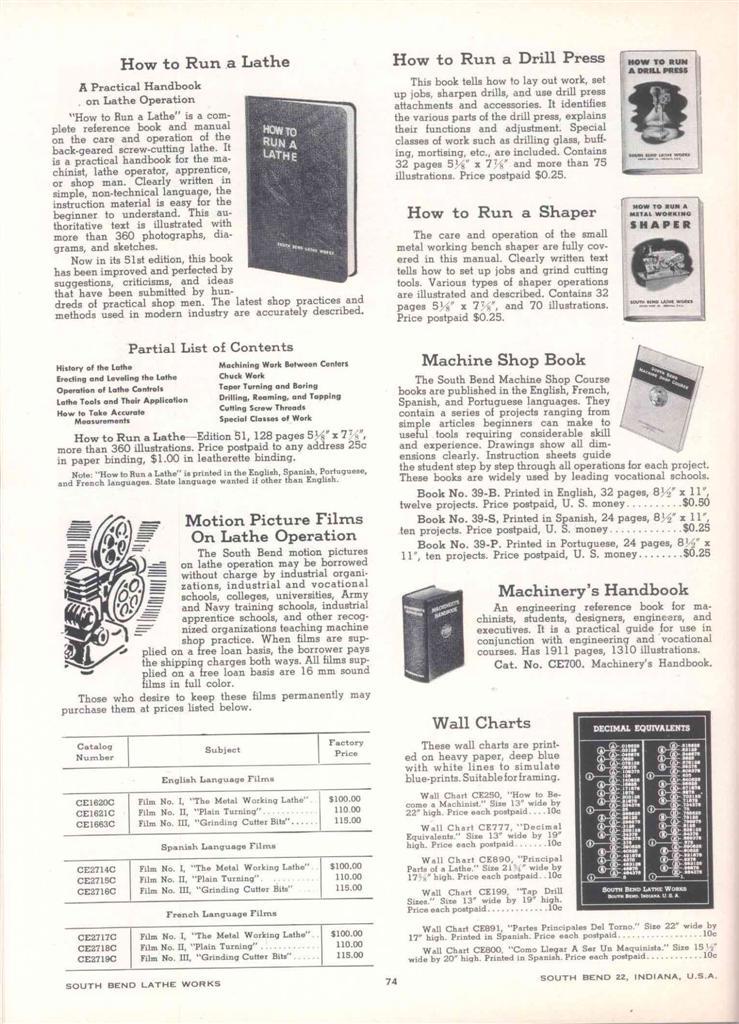 How to Run a Lathe
A Practical Handbook
on Lathe Operation
"How to Run a Lathe" is a com-
plete reference book and manual
on the care and operation of the
back-geared screw-cutting lathe. It
is a practical handbook for the ma-
chinist, lathe operator, apprentice,
or shop man. Clearly written in
simple, non-technical language, the
instruction material is easy for the
beginner to understand. This au-
thoritative text is illustrated with
more than 360 photographs, dia-
grams, and sketches.
Now in its 51st edition, this book
has been improved and perfected by
suggestions, criticisms, and ideas
that have been submitted by hun-
dreds of practical shop men. The latest shop practices and
methods used in modern industry are accurately described.
HOW TO
RUN A
LATHE
SOUTH BEND LATHE WORKS
Partial List of Contents
History of the Lathe
Erecting and Leveling the Lathe
Operation of Lathe Controls
Lathe Tools and Their Application
How to Take Accurate
Measurements
Machining Work Between Centers
Chuck Work
Taper Turning and Boring
Drilling, Reaming, and Tapping
Cutting Screw Threads
Special Classes of Work
How to Run a Lathe—Edition 51, 128 pages 5⅛" x 7⅞",
more than 360 illustrations. Price postpaid to any address 25c
in paper binding, $1.00 in leatherette binding.
Note: "How to Run a Lathe" is printed in the English, Spanish, Portuguese,
and French languages. State language wanted if other than English.
Motion Picture Films
On Lathe Operation
The South Bend motion pictures
on lathe operation may be borrowed
without charge by industrial organi-
zations, industrial and vocational
schools, colleges, universities, Army
and Navy training schools, industrial
apprentice schools, and other recog-
nized organizations teaching machine
shop practice. When films are sup-
plied on a free loan basis, the borrower pays
the shipping charges both ways. All films sup-
plied on a free loan basis are 16 mm sound
films in full color.
Those who desire to keep these films permanently may
purchase them at prices listed below.
Catalog Number Subject Factory Price
English Language Films
CE1620C Film No. I, "The Metal Working Lathe".. $100.00
CE1621C Film No. II, "Plain Turning"............ 110.00
CE1663C Film No. III, "Grinding Cutter Bits"...... 115.00
Spanish Language Films
CE2714C Film No. I, "The Metal Working Lathe".. $100.00
CE2715C Film No. II, "Plain Turning"............ 110.00
CE2716C Film No. III, "Grinding Cutter Bits" 115.00
French Language Films
CE2717C Film No. I, "The Metal Working Lathe".. $100.00
CE2718C Film No. II, "Plain Turning"............ 110.00
CE2719C Film No. III, "Grinding Cutter Bits"...... 115.00
How to Run a Drill Press
This book tells how to lay out work, set
up jobs, sharpen drills, and use drill press
attachments and accessories. It identifies
the various parts of the drill press, explains
their functions and adjustment. Special
classes of work such as drilling glass, buff-
ing, mortising, etc., are included. Contains
32 pages 5⅛" x 7⅞" and more than 75
illustrations. Price postpaid $0.25.
HOW TO RUN
A DRILL PRESS
SOUTH BEND LATHE WORKS
How to Run a Shaper
The care and operation of the small
metal working bench shaper are fully cov-
ered in this manual. Clearly written text
tells how to set up jobs and grind cutting
tools. Various types of shaper operations
are illustrated and described. Contains 32
pages 5⅛" x 7⅞", and 70 illustrations.
Price postpaid $0.25.
HOW TO RUN A
METAL WORKING
SHAPER
SOUTH BEND LATHE WORKS
Machine Shop Book
The South Bend Machine Shop Course
books are published in the English, French,
Spanish, and Portuguese languages. They
contain a series of projects ranging from
simple articles beginners can make to
useful tools requiring considerable skill
and experience. Drawings show all dim-
ensions clearly. Instruction sheets guide
the student step by step through all operations for each project.
These books are widely used by leading vocational schools.
SOUTH BEND
MACHINE SHOP COURSE
Book No. 39-B. Printed in English, 32 pages, 8½" x 11",
twelve projects. Price postpaid, U. S. money..........$0.50
Book No. 39-S, Printed in Spanish, 24 pages, 8½" x 11",
ten projects. Price postpaid, U. S. money.............$0.25
Book No. 39-P. Printed in Portuguese, 24 pages, 8½" x
11", ten projects. Price postpaid, U. S. money........$0.25
Machinery's Handbook
An engineering reference book for ma-
chinists, students, designers, engineers, and
executives. It is a practical guide for use in
conjunction with engineering and vocational
courses. Has 1911 pages, 1310 illustrations.
Cat. No. CE700. Machinery's Handbook.
MACHINERY'S
HANDBOOK
Wall Charts
These wall charts are print-
ed on heavy paper, deep blue
with white lines to simulate
blue-prints. Suitable for framing.
Wall Chart CE250, "How to Be-
come a Machinist." Size 13" wide by
22" high. Price each postpaid....10c
Wall Chart CE777, "Decimal
Equivalents." Size 13" wide by 19"
high. Price each postpaid........10c
Wall Chart CE890, "Principal
Parts of a Lathe." Size 21¾" wide by
17½" high. Price each postpaid..10c
Wall Chart CE199, "Tap Drill
Sizes." Size 13" wide by 19" high.
Price each postpaid............10c
DECIMAL EQUIVALENTS
SOUTH BEND LATHE WORKS
SOUTH BEND, INDIANA, U. S. A.
Wall Chart CE891, "Partes Principales Del Torno." Size 22" wide by
17" high. Printed in Spanish. Price each postpaid...............10c
Wall Chart CE800, "Como Llegar A Ser Un Maquinista." Size 15½"
wide by 20" high. Printed in Spanish. Price each postpaid..........10c
SOUTH BEND LATHE WORKS
74
SOUTH BEND 22, INDIANA, U.S.A.